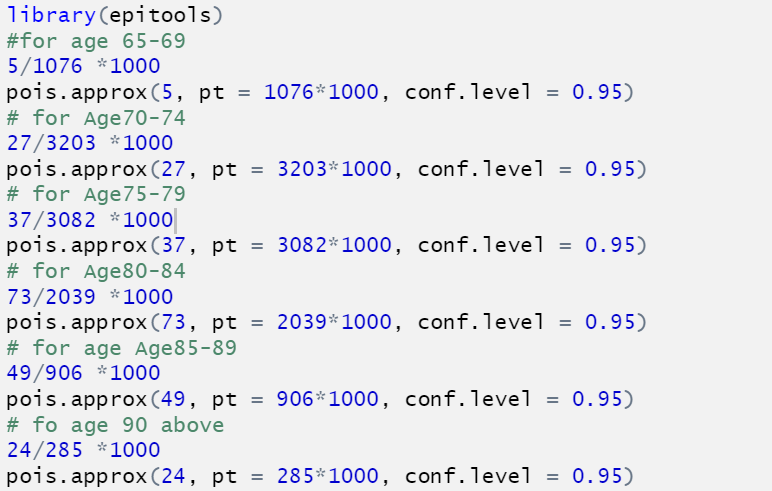 library(epitools)
#for age 65-69
5/1076 *1000
pois.approx(5, pt = 1076*1000, conf.level = 0.95)
# for Age70-74
27/3203 *1000
pois.approx(27, pt = 3203*1000, conf.level = 0.95)
# for Age75-79
37/3082 *1000
pois.approx(37, pt = 3082*1000, conf.level = 0.95)
# for Age80-84
73/2039 *1000
pois.approx(73, pt = 2039*1000, conf.level = 0.95)
# for age Age85-89
49/906 *1000
pois.approx(49, pt = 906*1000, conf.level = 0.95)
# fo age 90 above
24/285 *1000
pois.approx(24, pt = 285*1000, conf.level = 0.95)